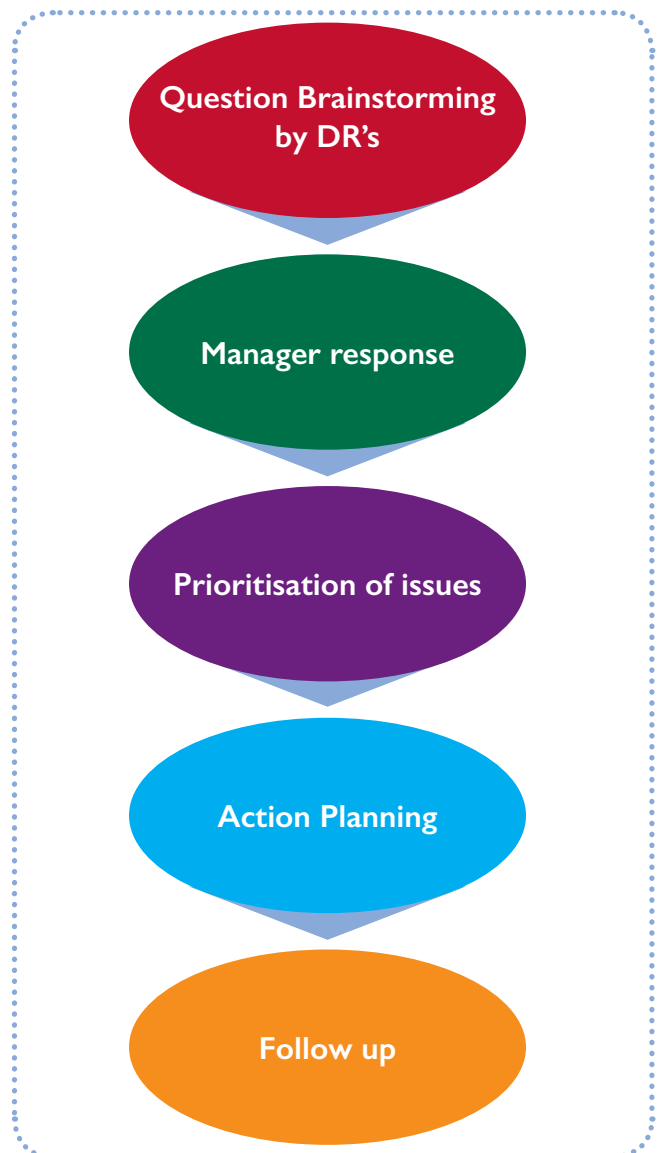 Question Brainstorming
by DR’s
Manager response
Prioritisation of issues
Action Planning
Follow up